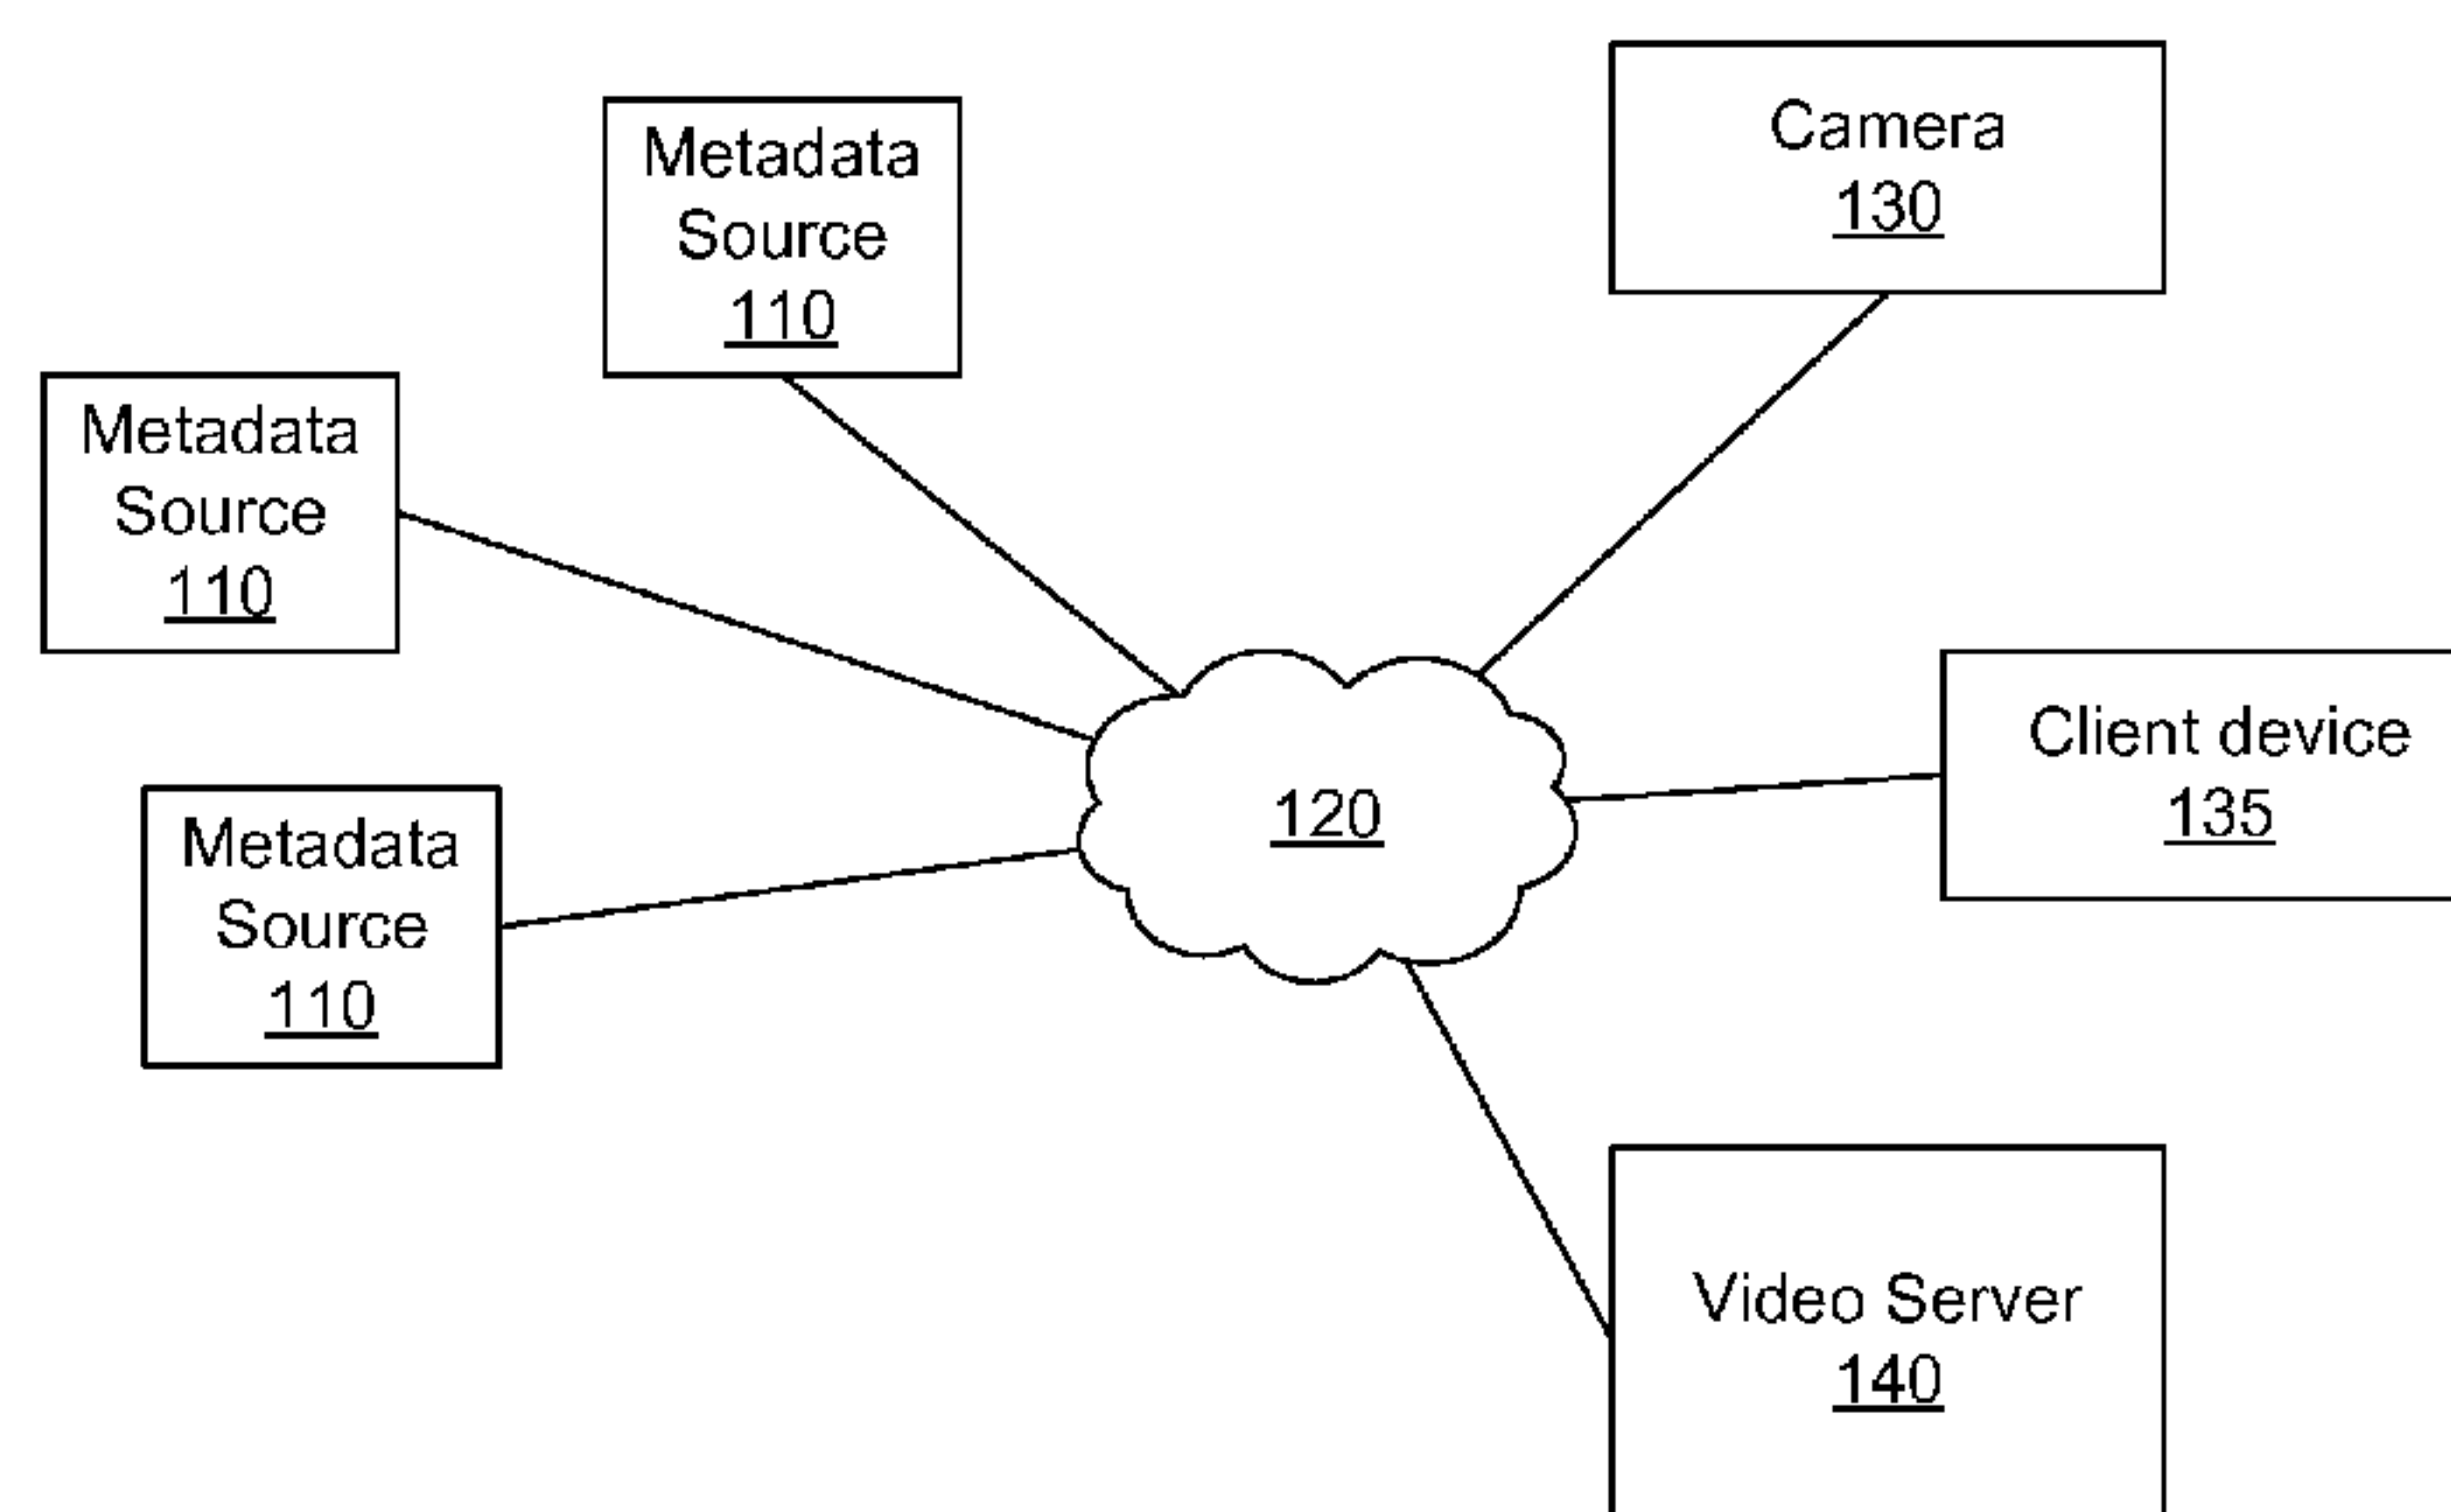 Camera
130
Metadata
Source
110
Metadata
Source
110
Client device
135
120
Metadata
Source
110
Video Server
140